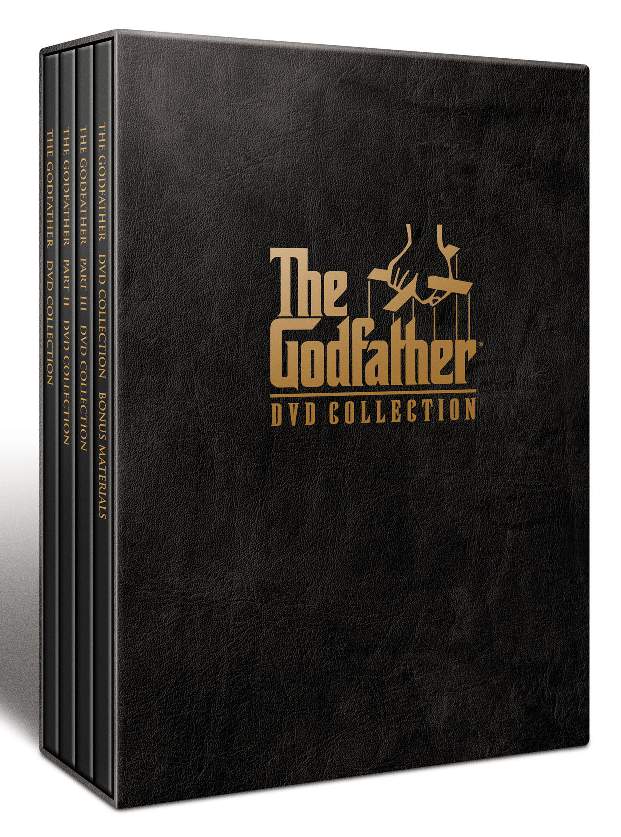 THE GODFATHER DVD COLLECTION
THE GODFATHER PART II DVD COLLECTION
THE GODFATHER PART III DVD COLLECTION
THE GODFATHER DVD COLLECTION BONUS MATERIALS
The
Godfather
DVD COLLECTION